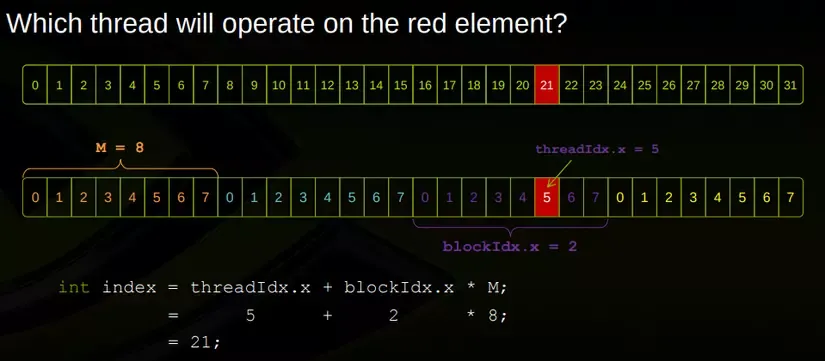 Which thread will operate on the red element?
0 1 2 3 4 5 6 7 8 9 10 11 12 13 14 15 16 17 18 19 20 21 22 23 24 25 26 27 28 29 30 31
M = 8
threadIdx.x = 5
0 1 2 3 4 5 6 7 0 1 2 3 4 5 6 7 0 1 2 3 4 5 6 7 0 1 2 3 4 5 6 7
blockIdx.x = 2
int index = threadIdx.x + blockIdx.x * M;
= 5 + 2 * 8;
= 21;